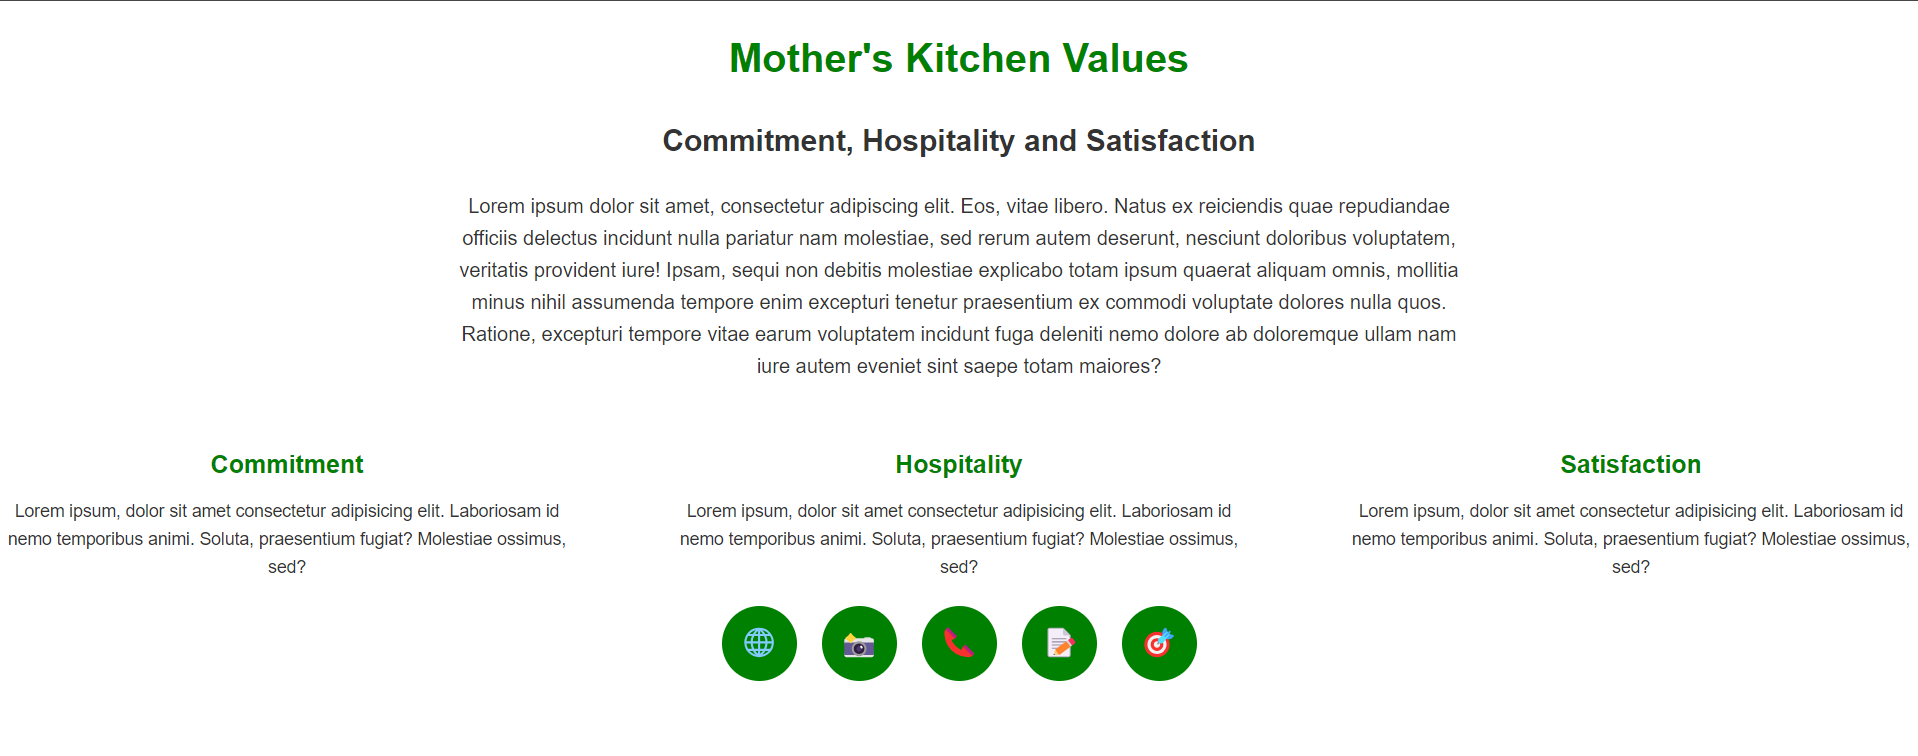 Mother's Kitchen Values
Commitment, Hospitality and Satisfaction
Lorem ipsum dolor sit amet, consectetur adipiscing elit. Eos, vitae libero. Natus ex reiciendis quae repudiandae
officiis delectus incidunt nulla pariatur nam molestiae, sed rerum autem deserunt, nesciunt doloribus voluptatem,
veritatis provident iure! Ipsam, sequi non debitis molestiae explicabo totam ipsum quaerat aliquam omnis, mollitia
minus nihil assumenda tempore enim excepturi tenetur praesentium ex commodi voluptate dolores nulla quos.
Ratione, excepturi tempore vitae earum voluptatem incidunt fuga deleniti nemo dolore ab doloremque ullam nam
iure autem eveniet sint saepe totam maiores?
Commitment
Lorem ipsum, dolor sit amet consectetur adipisicing elit. Laboriosam id
nemo temporibus animi. Soluta, praesentium fugiat? Molestiae ossimus,
sed?
Hospitality
Lorem ipsum, dolor sit amet consectetur adipisicing elit. Laboriosam id
nemo temporibus animi. Soluta, praesentium fugiat? Molestiae ossimus,
sed?
Satisfaction
Lorem ipsum, dolor sit amet consectetur adipisicing elit. Laboriosam id
nemo temporibus animi. Soluta, praesentium fugiat? Molestiae ossimus,
sed?